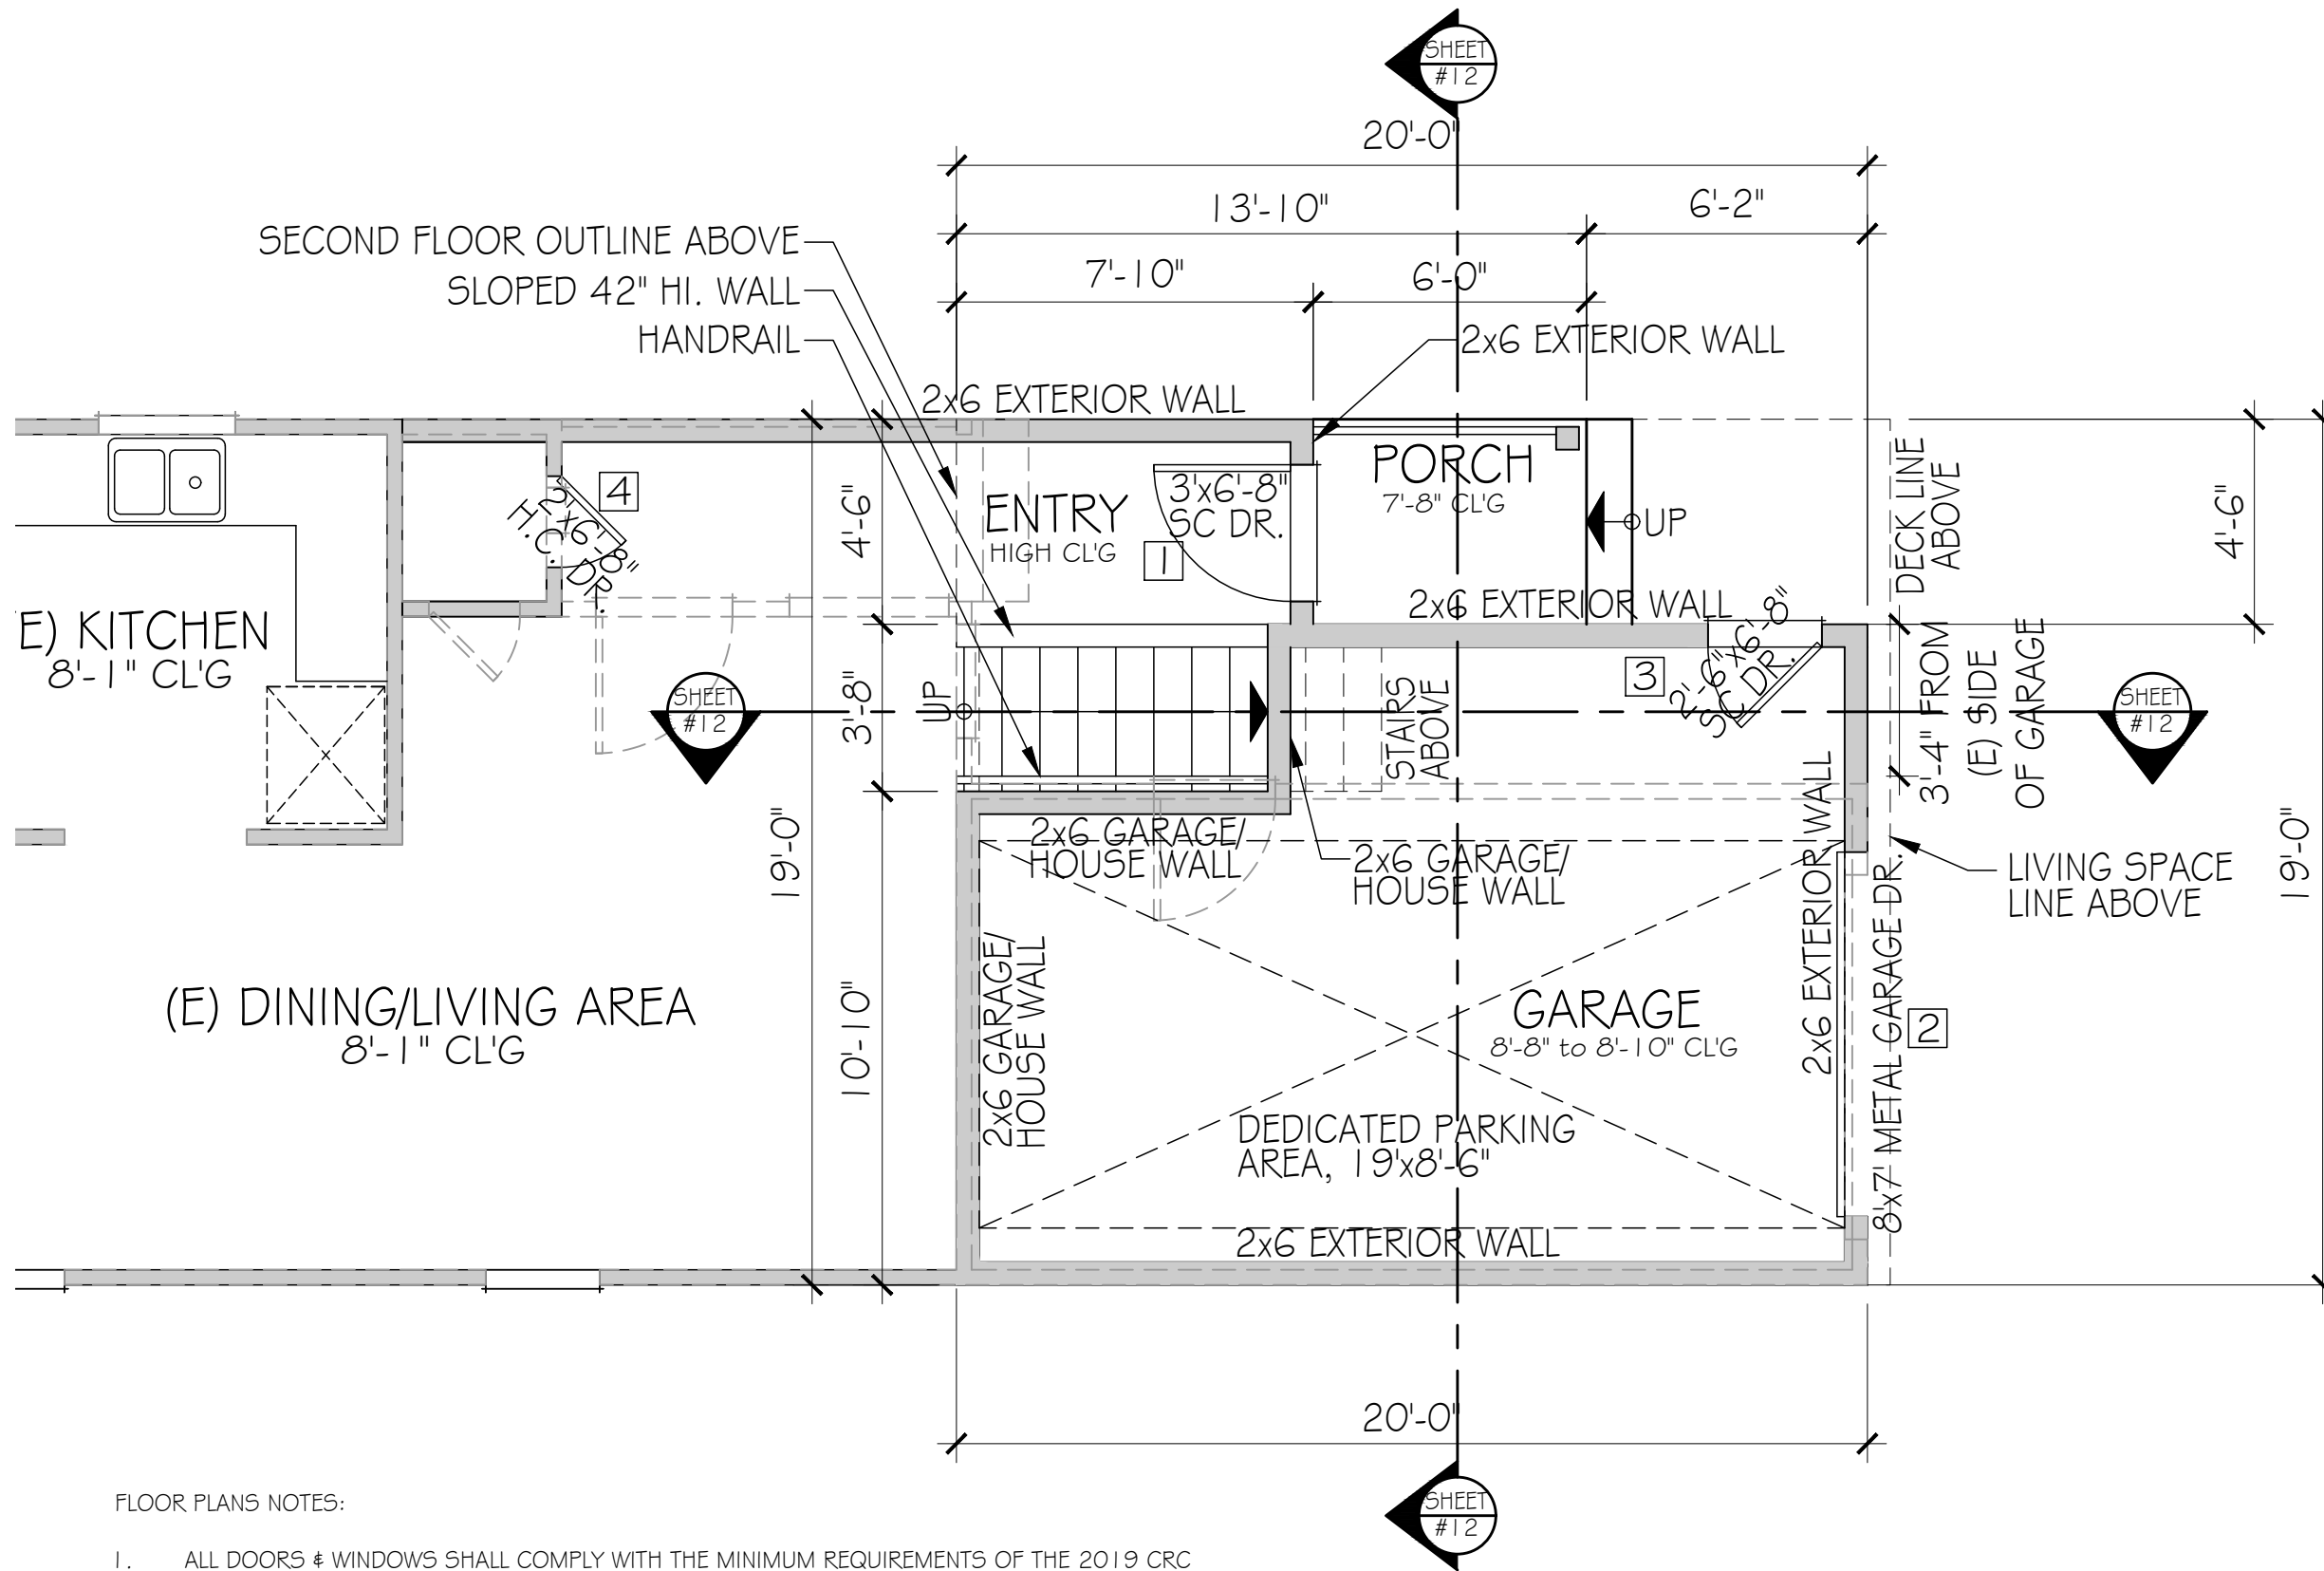 SHEET
#12
20'-0"
13'-10"
6'-2"
7'-10"
6'-0"
SECOND FLOOR OUTLINE ABOVE
SLOPED 42" HI. WALL
HANDRAIL
2x6 EXTERIOR WALL
2x6 EXTERIOR WALL
PORCH
7'-8" CL'G
UP
ENTRY
HIGH CL'G
3'x6'-8"
SC DR.
1
4
2'x6'-8"
H.C. DR.
4'-6"
4'-6"
DECK LINE
ABOVE
2x6 EXTERIOR WALL
E) KITCHEN
8'-1" CL'G
SHEET
#12
3'-8"
UP
STAIRS
ABOVE
3
2'-6"x6'-8"
SC DR.
3'-4" FROM
(E) SIDE
OF GARAGE
SHEET
#12
19'-0"
2x6 GARAGE/
HOUSE WALL
2x6 GARAGE/
HOUSE WALL
2x6 EXTERIOR WALL
LIVING SPACE
LINE ABOVE
19'-0"
(E) DINING/LIVING AREA
8'-1" CL'G
10'-10"
2x6 GARAGE/
HOUSE WALL
GARAGE
8'-8" to 8'-10" CL'G
8'x7' METAL GARAGE DR.
2
DEDICATED PARKING
AREA, 19'x8'-6"
2x6 EXTERIOR WALL
20'-0"
SHEET
#12
FLOOR PLANS NOTES:
1. ALL DOORS & WINDOWS SHALL COMPLY WITH THE MINIMUM REQUIREMENTS OF THE 2019 CRC